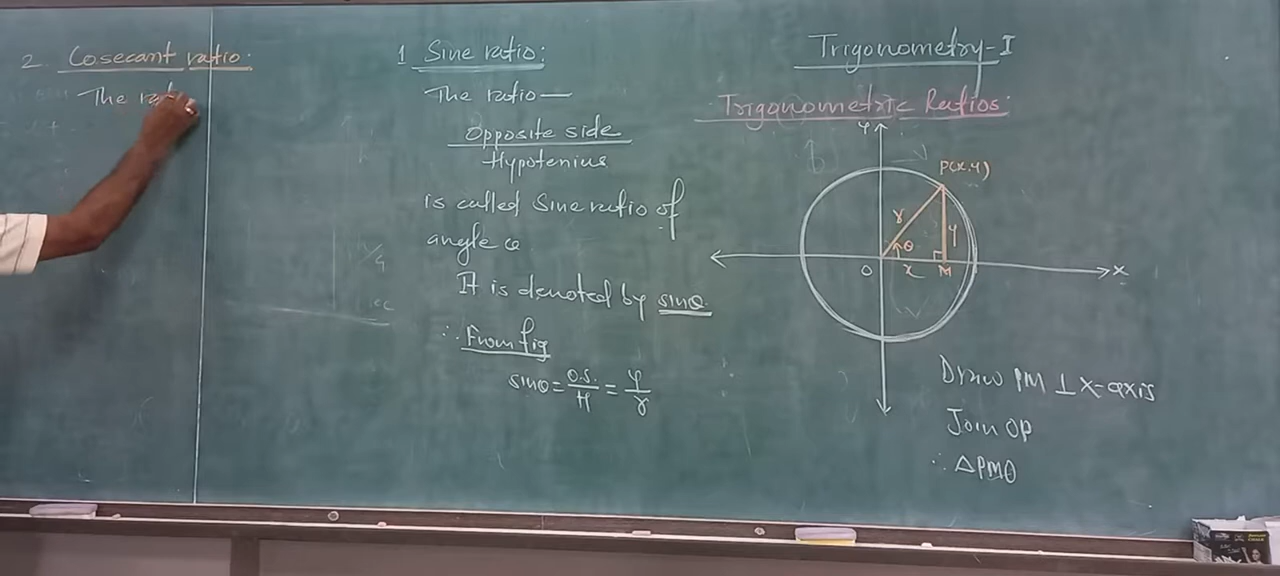 Trigonometry-I
Trigonometric Ratios:
Y
P(x,y)
r
y
θ
O
x
M
X
Draw PM ⊥ X-axis
Join OP
∴ △PMO
1 Sine ratio:
The ratio—
Opposite side
Hypotenius
is called Sine ratio of
angle θ
It is denoted by sinθ.
∴ From fig
sinθ = O.S./H = y/r
2. Cosecant ratio:
The rat